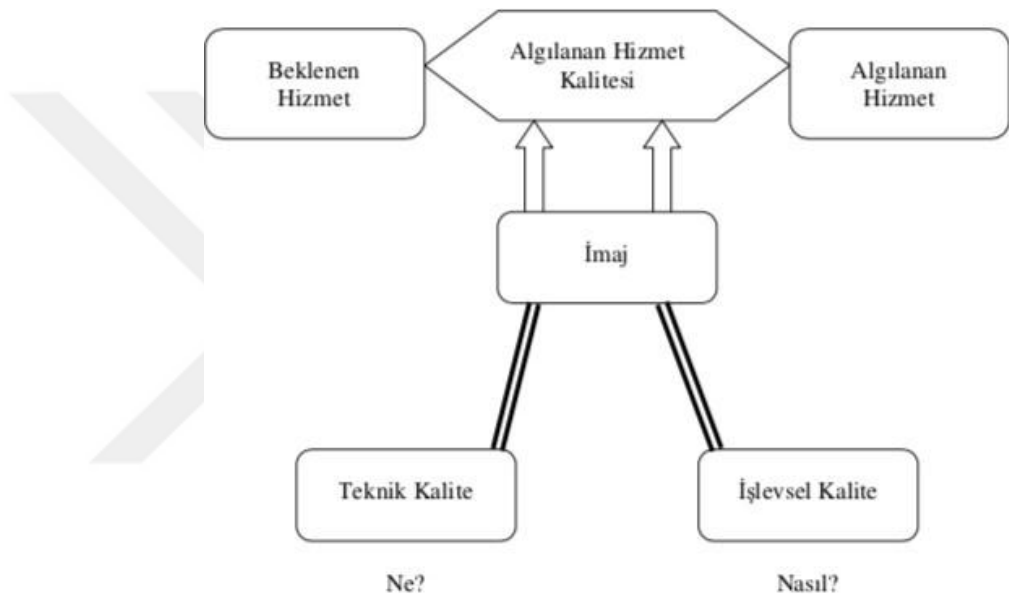 Beklenen
Hizmet
Algılanan Hizmet
Kalitesi
Algılanan
Hizmet
İmaj
Teknik Kalite
İşlevsel Kalite
Ne?
Nasıl?